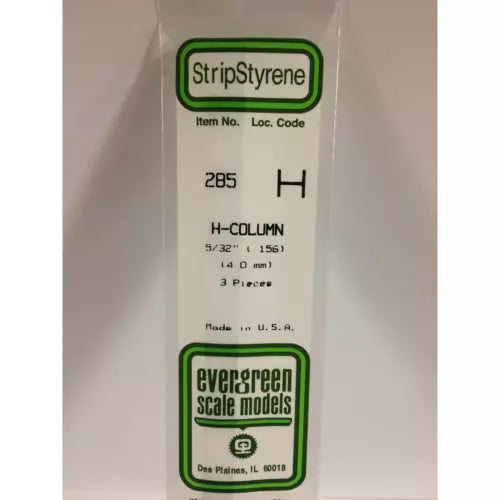 StripStyrene
Item No. Loc. Code
285 H
H-COLUMN
5/32" ( 156)
(4 0 mm)
3 Pieces
Made in U.S.A.
evergreen
scale models
Des Plaines, IL 60018